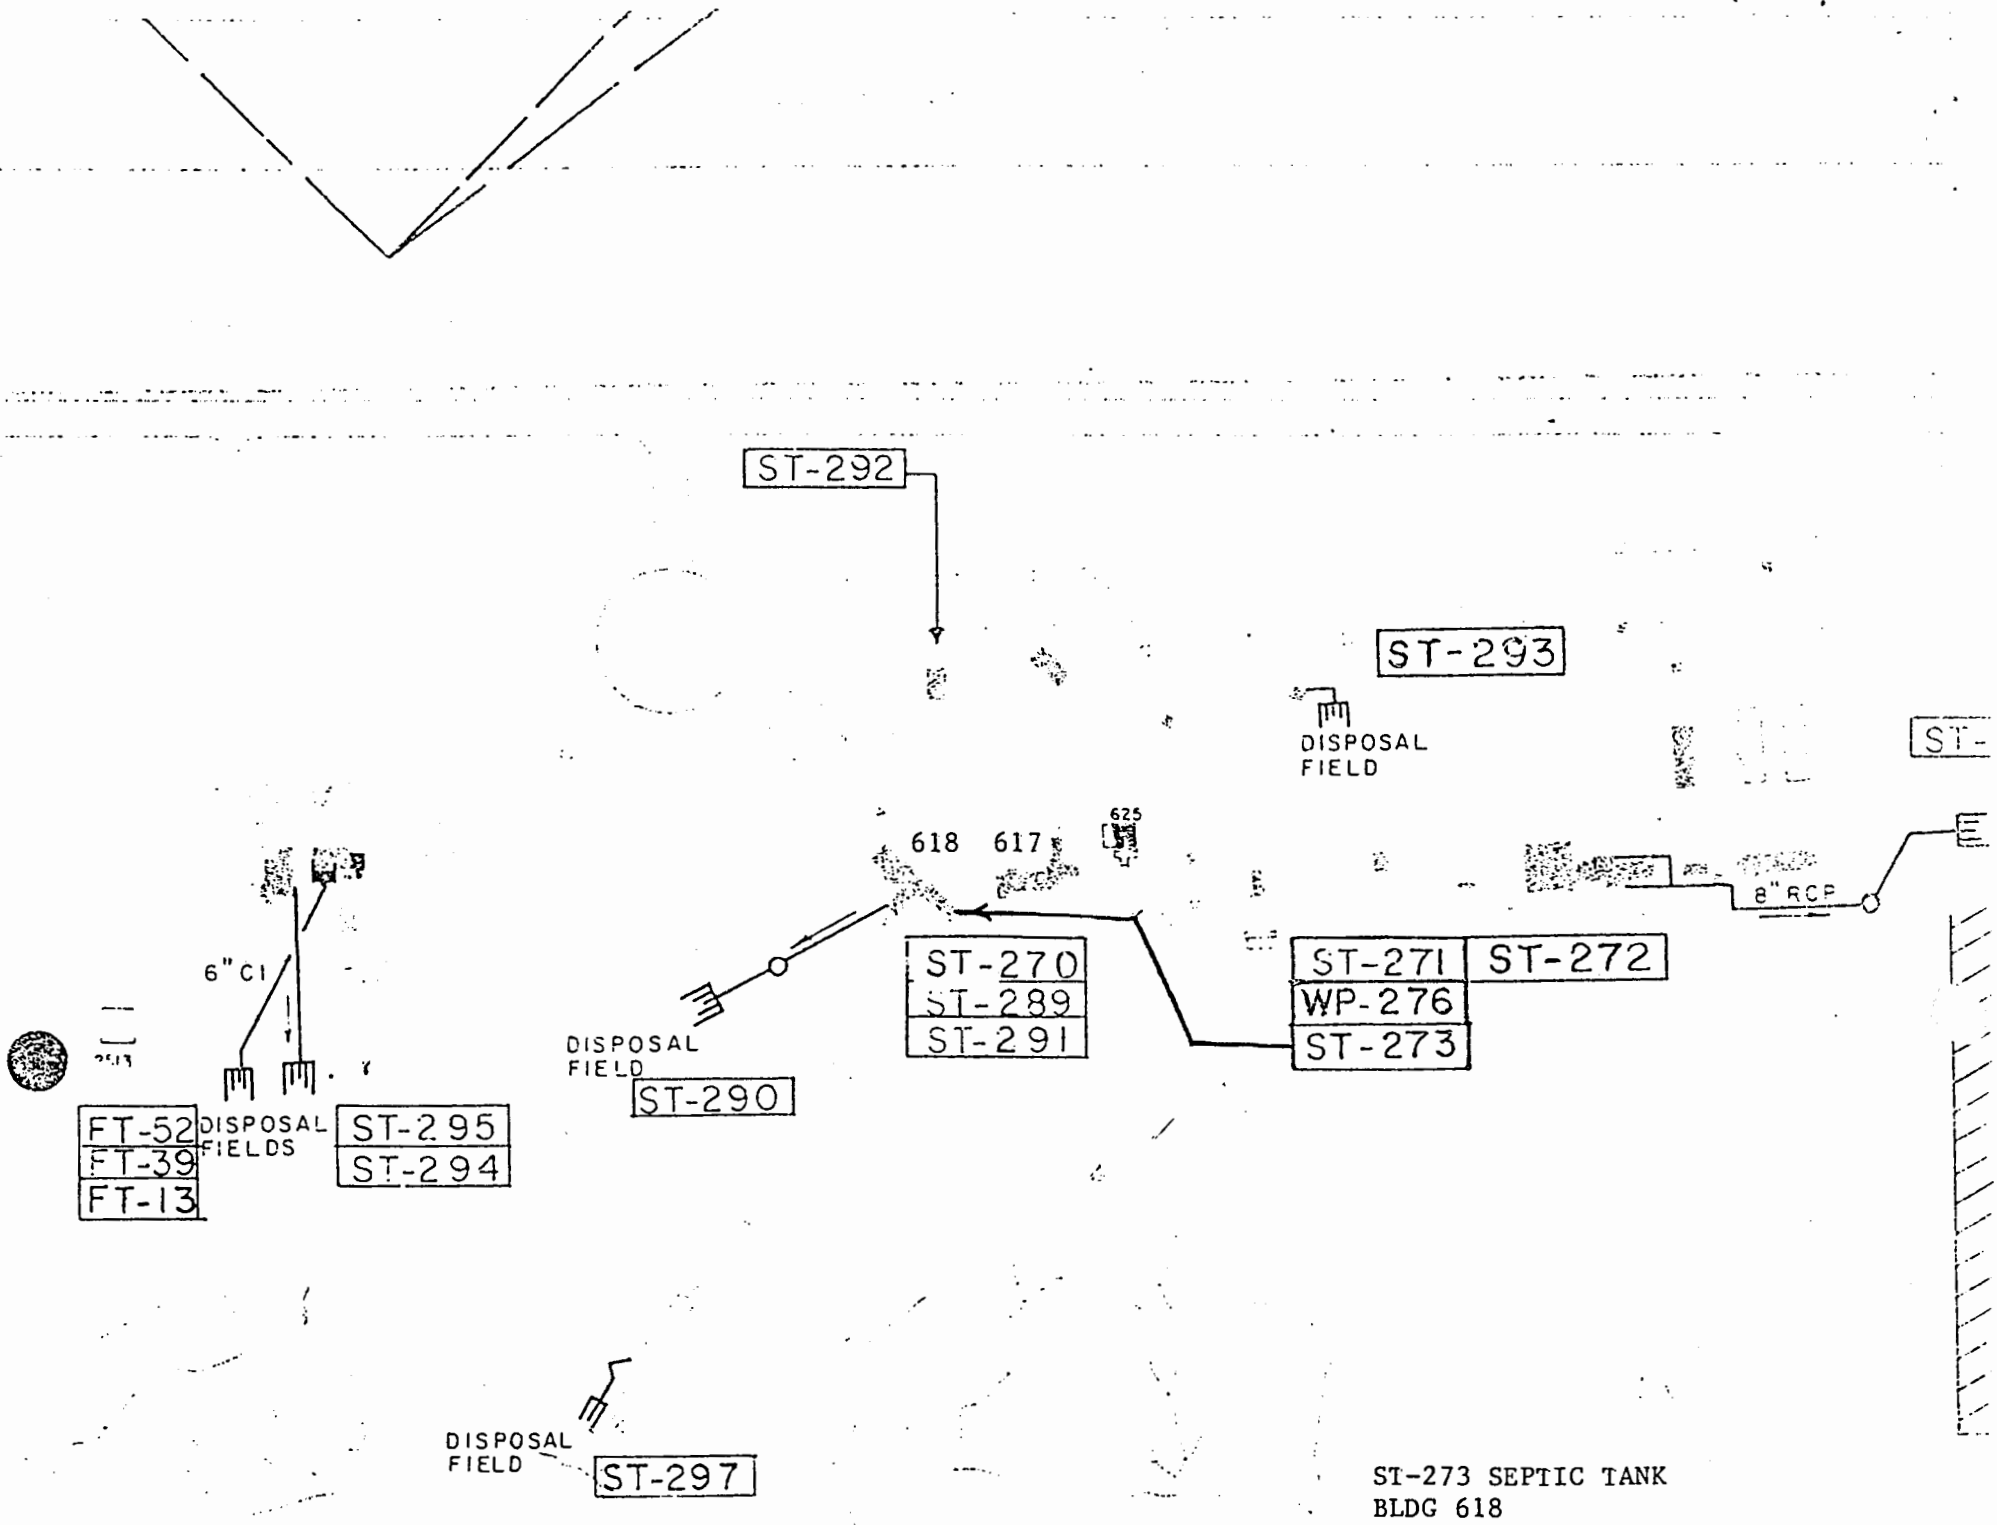 ST-292
ST-293
DISPOSAL
FIELD
ST-
625
618 617
8" RCP
6" CI
ST-270
ST-289
ST-291
ST-271 ST-272
WP-276
ST-273
DISPOSAL
FIELD
ST-290
FT-52
FT-39
FT-13
DISPOSAL
FIELDS
ST-295
ST-294
DISPOSAL
FIELD
ST-297
ST-273 SEPTIC TANK
BLDG 618